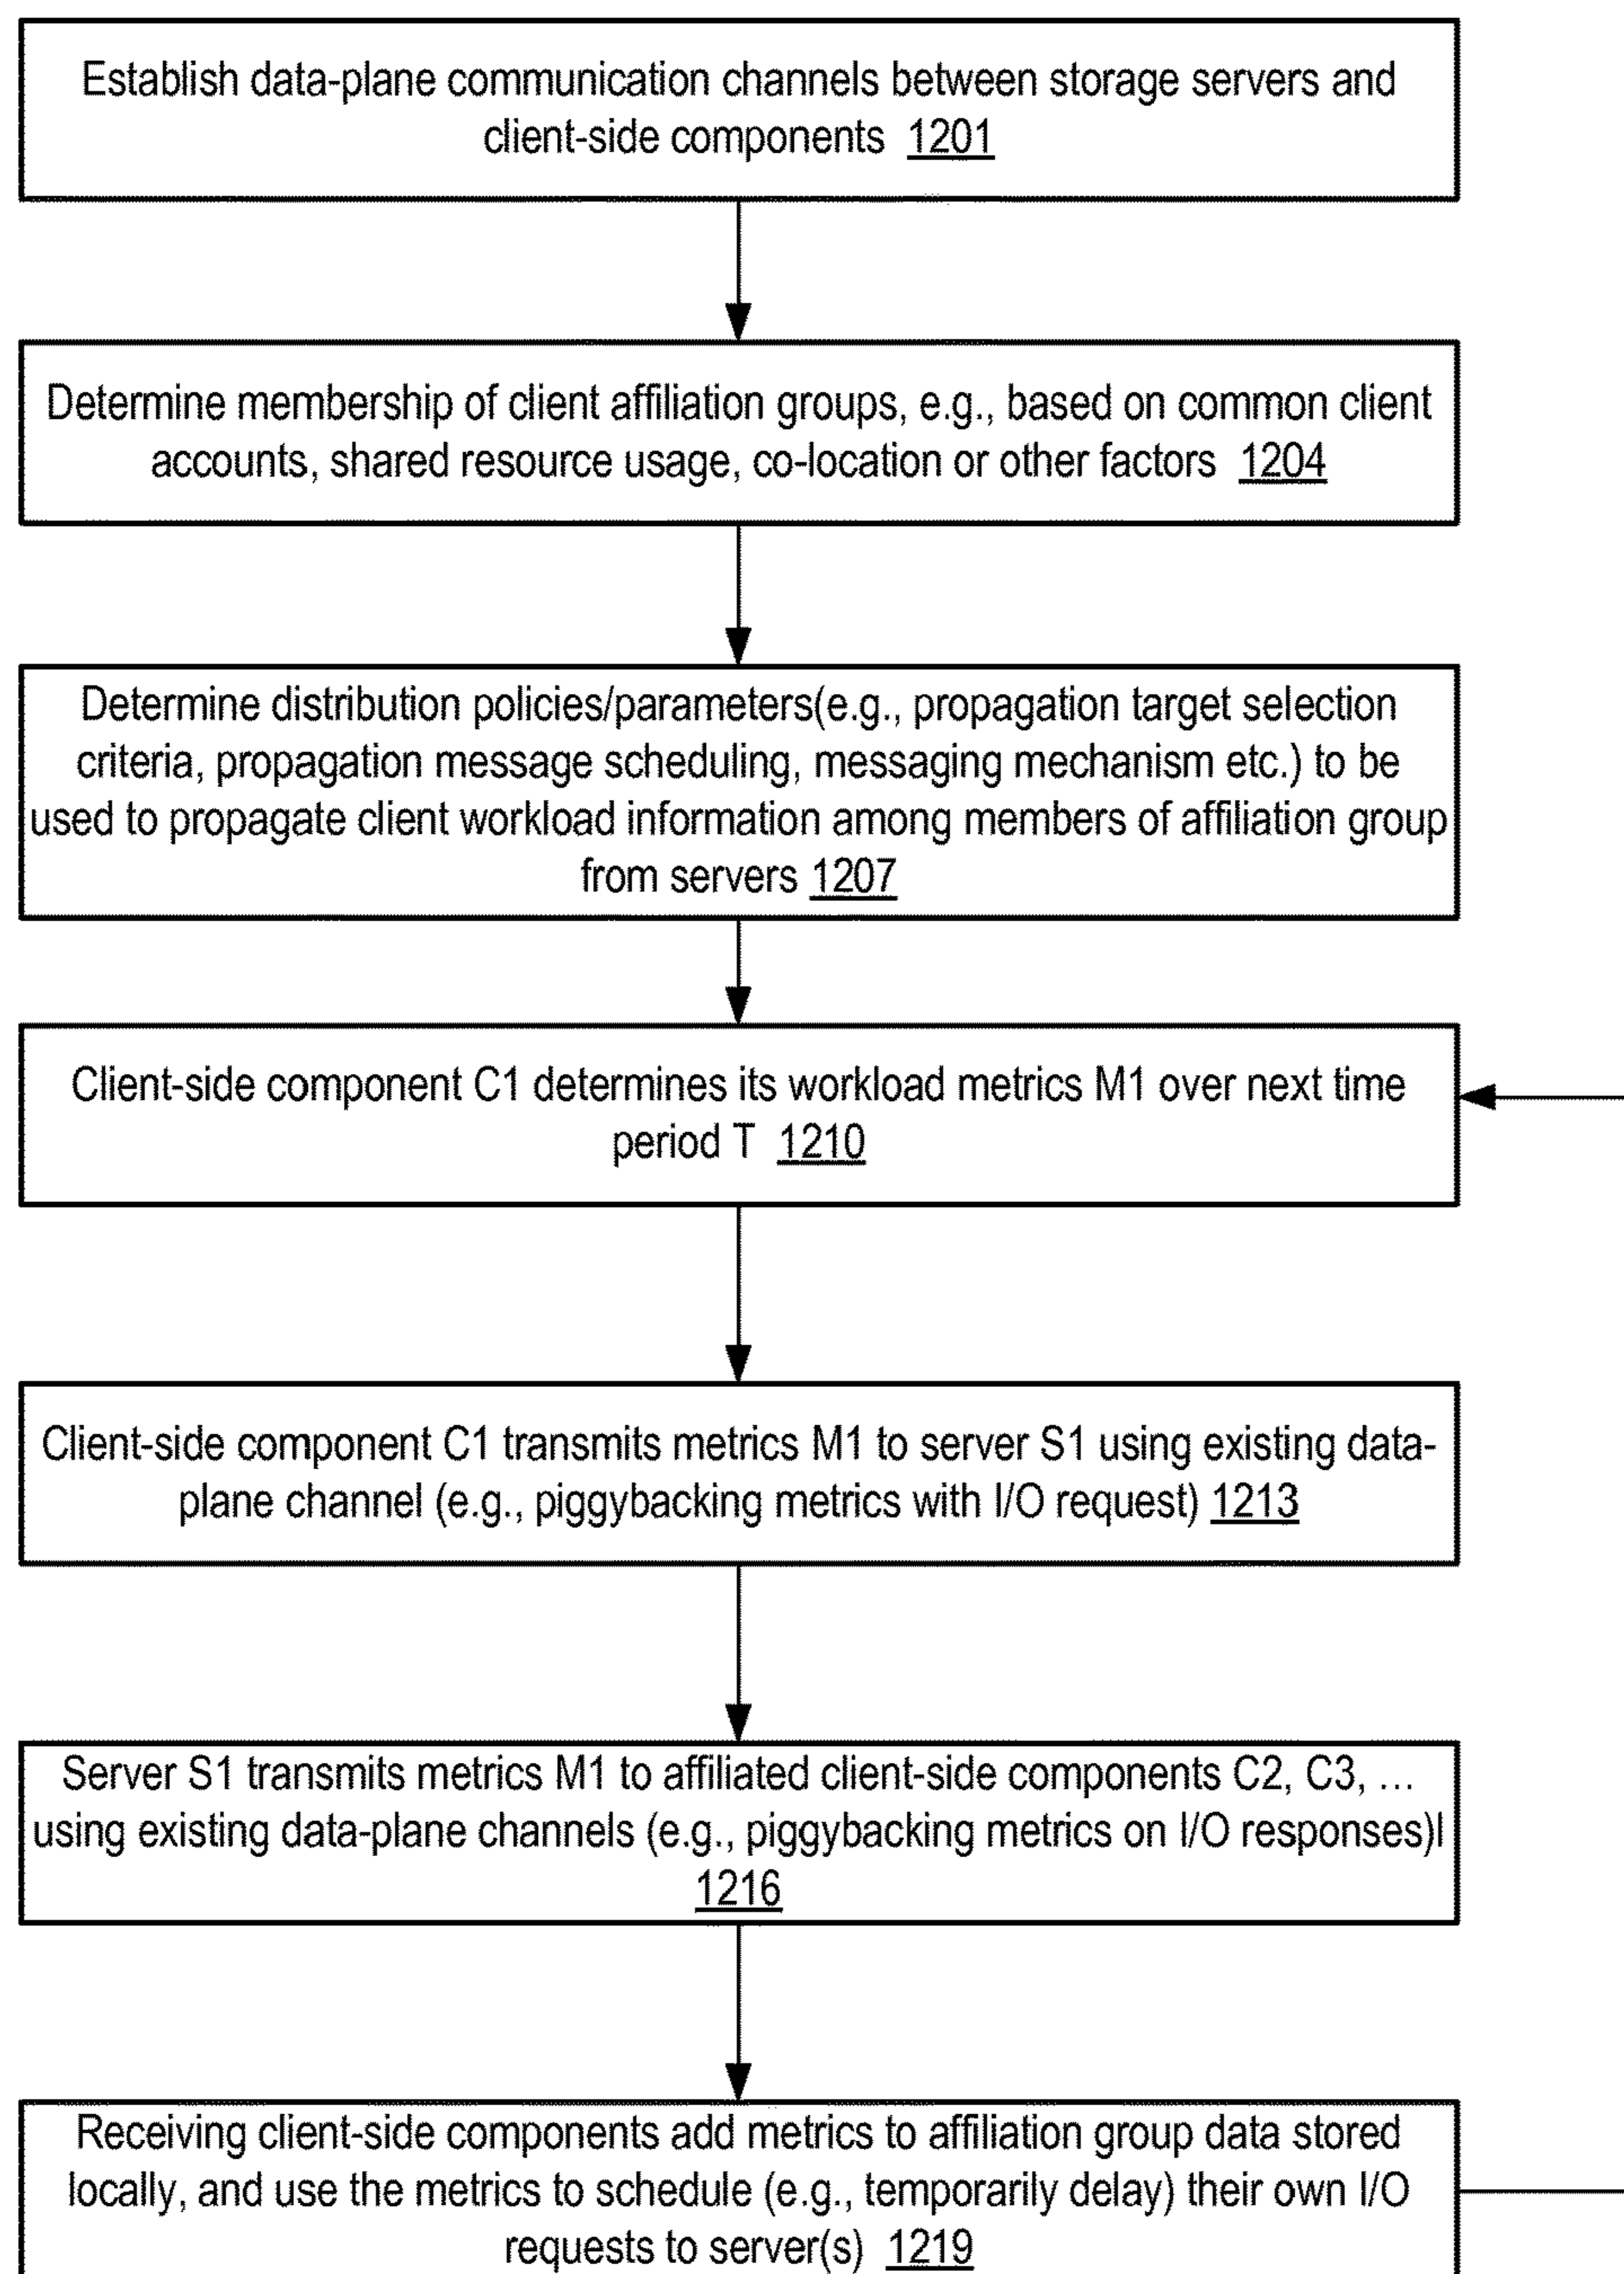 Establish data-plane communication channels between storage servers and
client-side components 1201
Determine membership of client affiliation groups, e.g., based on common client
accounts, shared resource usage, co-location or other factors 1204
Determine distribution policies/parameters(e.g., propagation target selection
criteria, propagation message scheduling, messaging mechanism etc.) to be
used to propagate client workload information among members of affiliation group
from servers 1207
Client-side component C1 determines its workload metrics M1 over next time
period T 1210
Client-side component C1 transmits metrics M1 to server S1 using existing data-
plane channel (e.g., piggybacking metrics with I/O request) 1213
Server S1 transmits metrics M1 to affiliated client-side components C2, C3, …
using existing data-plane channels (e.g., piggybacking metrics on I/O responses)l
1216
Receiving client-side components add metrics to affiliation group data stored
locally, and use the metrics to schedule (e.g., temporarily delay) their own I/O
requests to server(s) 1219